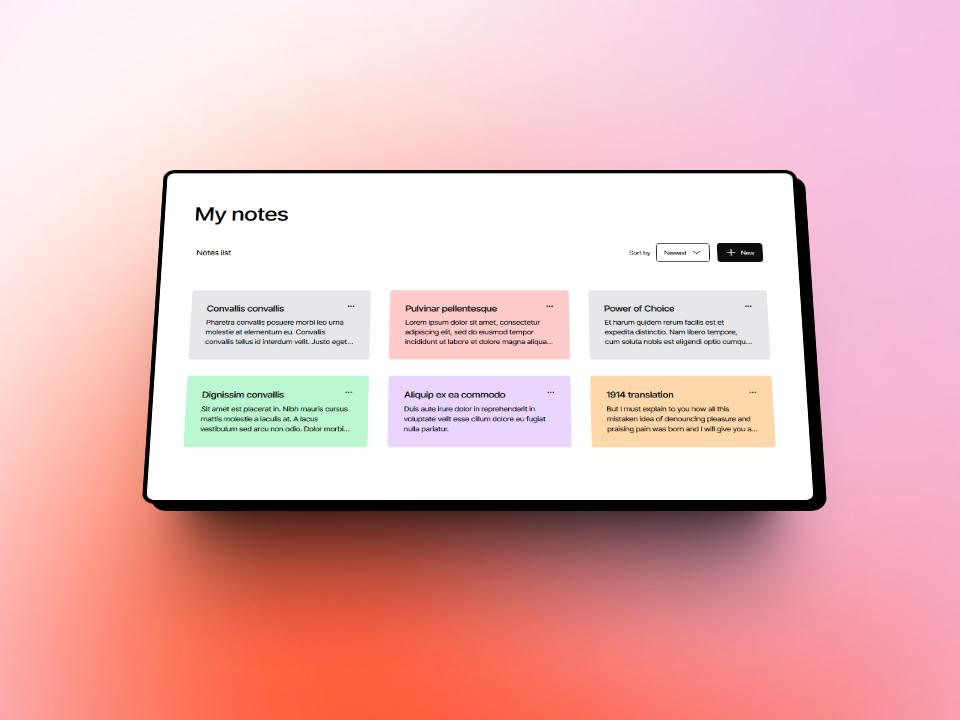 My notes
Notes list
Sort by
Newest
New
Convallis convallis
Pharetra convallis posuere morbi leo urna
molestie at elementum eu. Convallis
convallis tellus id interdum velit. Justo eget...
Pulvinar pellentesque
Lorem ipsum dolor sit amet, consectetur
adipiscing elit, sed do eiusmod tempor
incididunt ut labore et dolore magna aliqua...
Power of Choice
Et harum quidem rerum facilis est et
expedita distinctio. Nam libero tempore,
cum soluta nobis est eligendi optio cumqu...
Dignissim convallis
Sit amet est placerat in. Nibh mauris cursus
mattis molestie a iaculis at. A lacus
vestibulum sed arcu non odio. Dolor morbi...
Aliquip ex ea commodo
Duis aute irure dolor in reprehenderit in
voluptate velit esse cillum dolore eu fugiat
nulla pariatur.
1914 translation
But I must explain to you how all this
mistaken idea of denouncing pleasure and
praising pain was born and I will give you a...